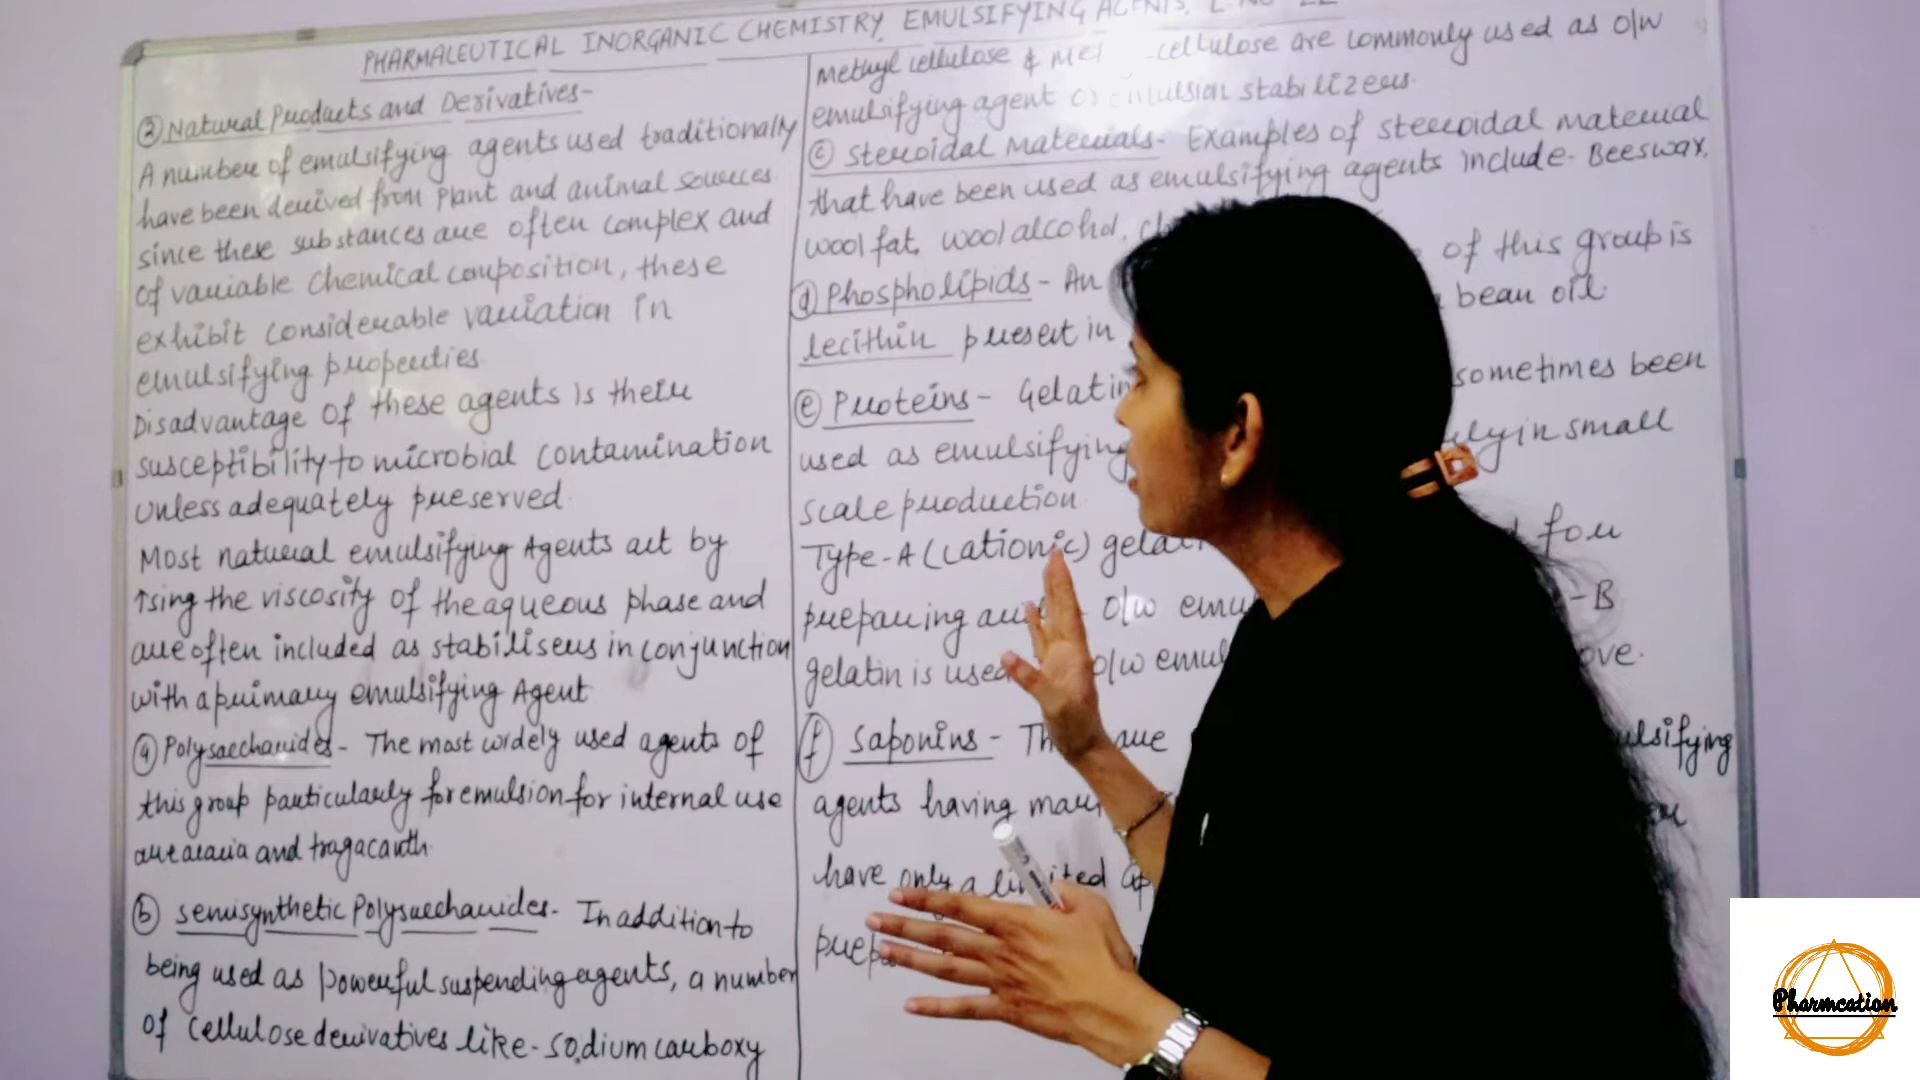 PHARMACEUTICAL INORGANIC CHEMISTRY, EMULSIFYING AGENTS,
③ Natural Products and Derivatives-
A number of emulsifying agents used traditionally
have been derived from plant and animal sources.
since these substances are often complex and
of variable chemical composition, these
exhibit considerable variation in
emulsifying properties.
Disadvantage of these agents is their
susceptibility to microbial contamination
unless adequately preserved.
Most natural emulsifying Agents act by
↑sing the viscosity of the aqueous phase and
are often included as stabilisers in conjunction
with a primary emulsifying Agent
ⓐ Polysaccharides- The most widely used agents of
this group particularly for emulsion for internal use
are acacia and tragacanth.
ⓑ semisynthetic Polysaccharides- In addition to
being used as powerful suspending agents, a number
of cellulose derivatives like- sodium carboxy
methyl cellulose & cellulose are commonly used as O/W
emulsifying agent or emulsion stabilizers.
ⓒ Steroidal Materials- Examples of steroidal material
that have been used as emulsifying agents include- Beeswax,
wool fat, wool alcohol,
ⓓ Phospholipids- An of this group is
lecithin present in bean oil.
ⓔ Proteins- Gelatin sometimes been
used as emulsifying in small
scale production.
Type-A (cationic) for
preparing O/W -B
gelatin is used O/W
ⓕ Saponins- are
agents having
have only a limited
Pharmcation